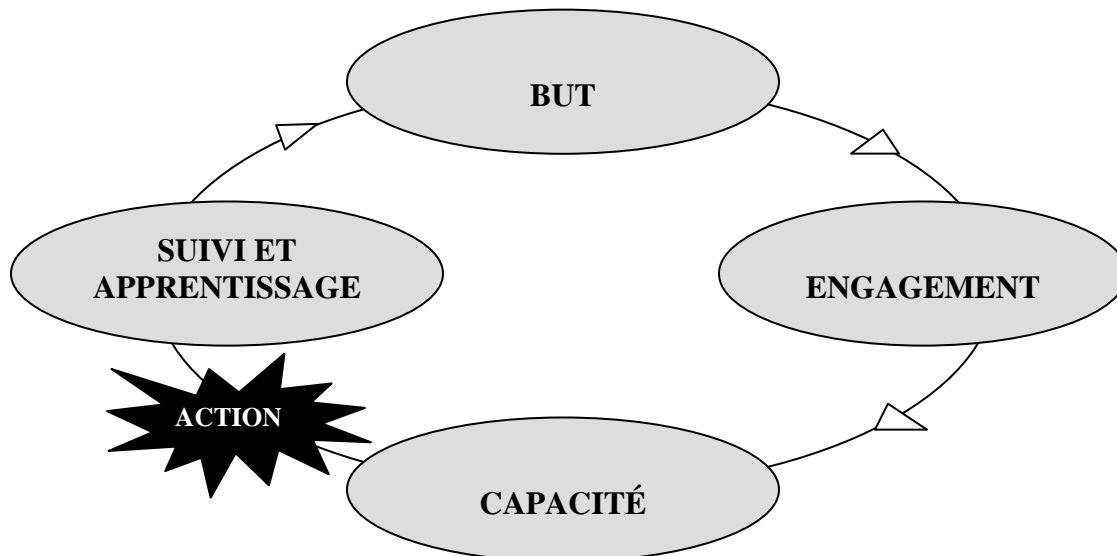 BUT
SUIVI ET
APPRENTISSAGE
ENGAGEMENT
ACTION
CAPACITÉ